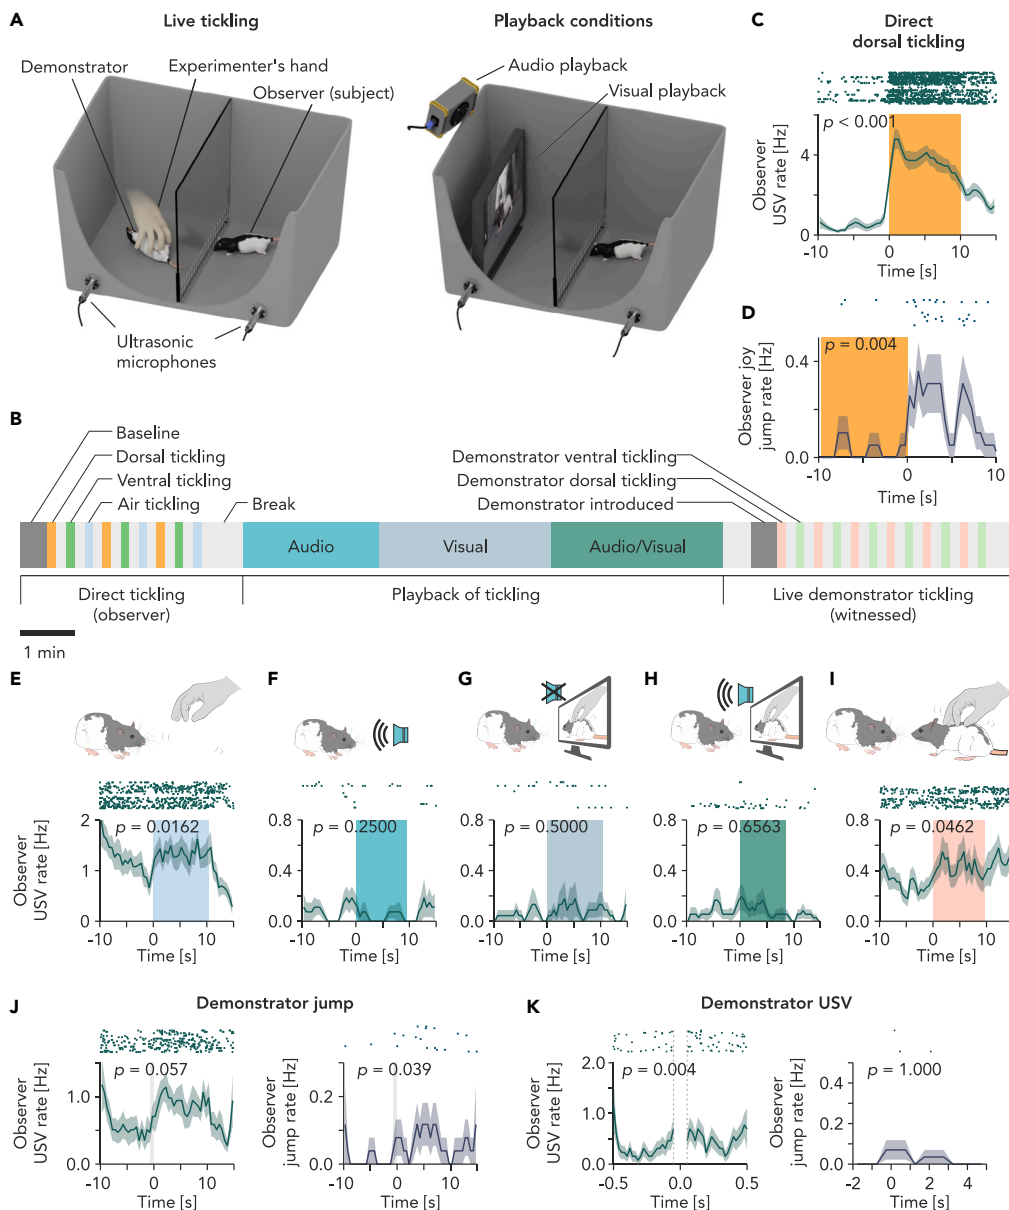 A
Live tickling
Playback conditions
Demonstrator
Experimenter's hand
Observer (subject)
Ultrasonic
microphones
Audio playback
Visual playback
C
Direct
dorsal tickling
p < 0.001
Observer
USV rate [Hz]
4
0
-10 0 10
Time [s]
D
p = 0.004
Observer joy
jump rate [Hz]
0.4
0.0
-10 0 10
Time [s]
B
Baseline
Dorsal tickling
Ventral tickling
Air tickling
Break
Demonstrator ventral tickling
Demonstrator dorsal tickling
Demonstrator introduced
Audio
Visual
Audio/Visual
Direct tickling
(observer)
Playback of tickling
Live demonstrator tickling
(witnessed)
1 min
E
p = 0.0162
Observer
USV rate [Hz]
2
1
0
-10 0 10
Time [s]
F
p = 0.2500
0.8
0.4
0.0
-10 0 10
Time [s]
G
p = 0.5000
0.8
0.4
0.0
-10 0 10
Time [s]
H
p = 0.6563
0.8
0.4
0.0
-10 0 10
Time [s]
I
p = 0.0462
0.8
0.4
0.0
-10 0 10
Time [s]
J
Demonstrator jump
p = 0.057
Observer
USV rate [Hz]
1.0
0.0
-10 0 10
Time [s]
p = 0.039
Observer
jump rate [Hz]
0.2
0.0
-10 0 10
Time [s]
K
Demonstrator USV
p = 0.004
Observer
USV rate [Hz]
2.0
1.0
0.0
-0.5 0.0 0.5
Time [s]
p = 1.000
Observer
jump rate [Hz]
0.4
0.2
0.0
-2 0 2 4
Time [s]